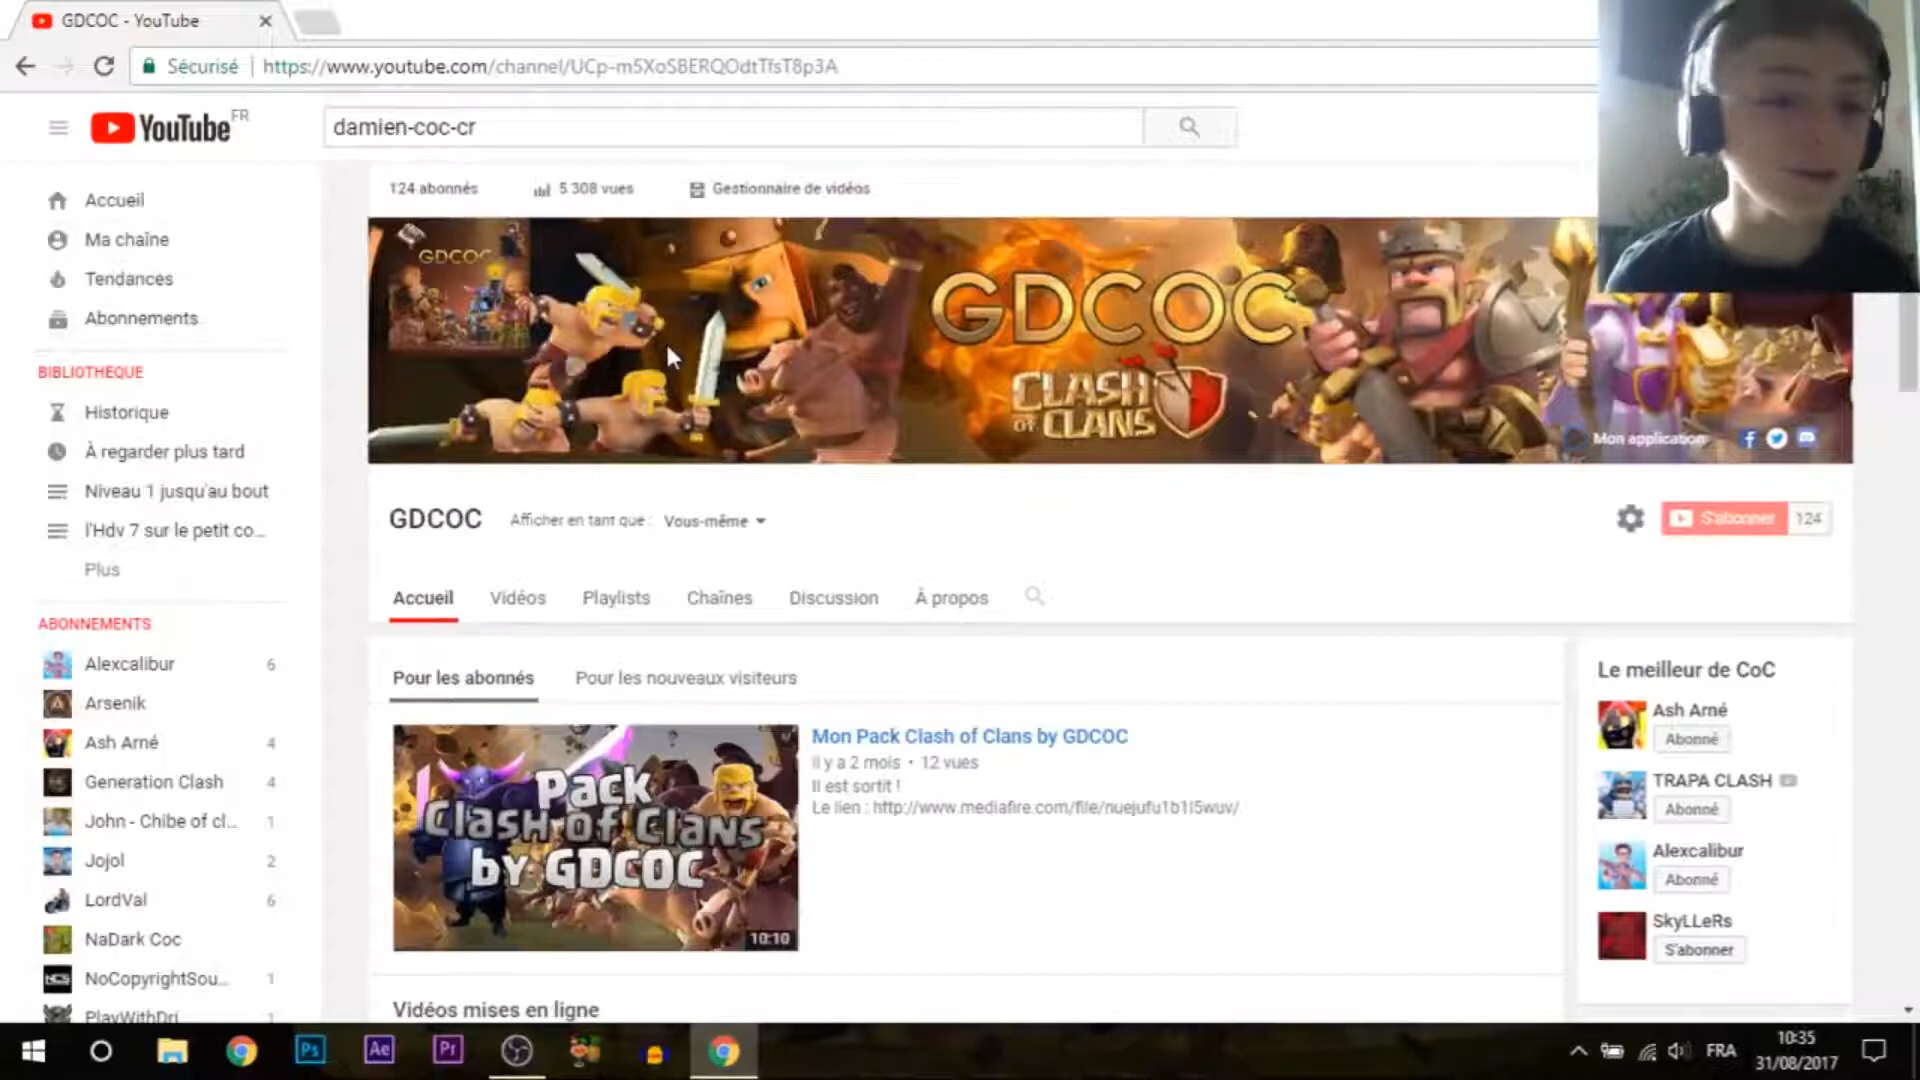 GDCOC - YouTube
Sécurisé
https://www.youtube.com/channel/UCp-m5XoSBERQOdtTfsT8p3A
YouTube FR
damien-coc-cr
124 abonnés
5 308 vues
Gestionnaire de vidéos
Accueil
Ma chaîne
Tendances
Abonnements
BIBLIOTHÈQUE
Historique
À regarder plus tard
Niveau 1 jusqu'au bout
l'Hdv 7 sur le petit co...
Plus
ABONNEMENTS
Alexcalibur 6
Arsenik
Ash Arné 4
Generation Clash 4
John - Chibe of cl... 1
Jojol 2
LordVal 6
NaDark Coc
NoCopyrightSou... 1
PlayWithDri 1
GDCOC
GDCOC
CLASH
OF CLANS
Mon application
GDCOC
Afficher en tant que : Vous-même
S'abonner 124
Accueil
Vidéos
Playlists
Chaînes
Discussion
À propos
Pour les abonnés
Pour les nouveaux visiteurs
Pack
Clash of Clans
by GDCOC
10:10
Mon Pack Clash of Clans by GDCOC
il y a 2 mois • 12 vues
Il est sortit !
Le lien : http://www.mediafire.com/file/nuejufu1b1l5wuv/
Vidéos mises en ligne
Le meilleur de CoC
Ash Arné
Abonné
TRAPA CLASH
Abonné
Alexcalibur
Abonné
SkyLLeRs
S'abonner
Ps
Ae
Pr
FRA
10:35
31/08/2017